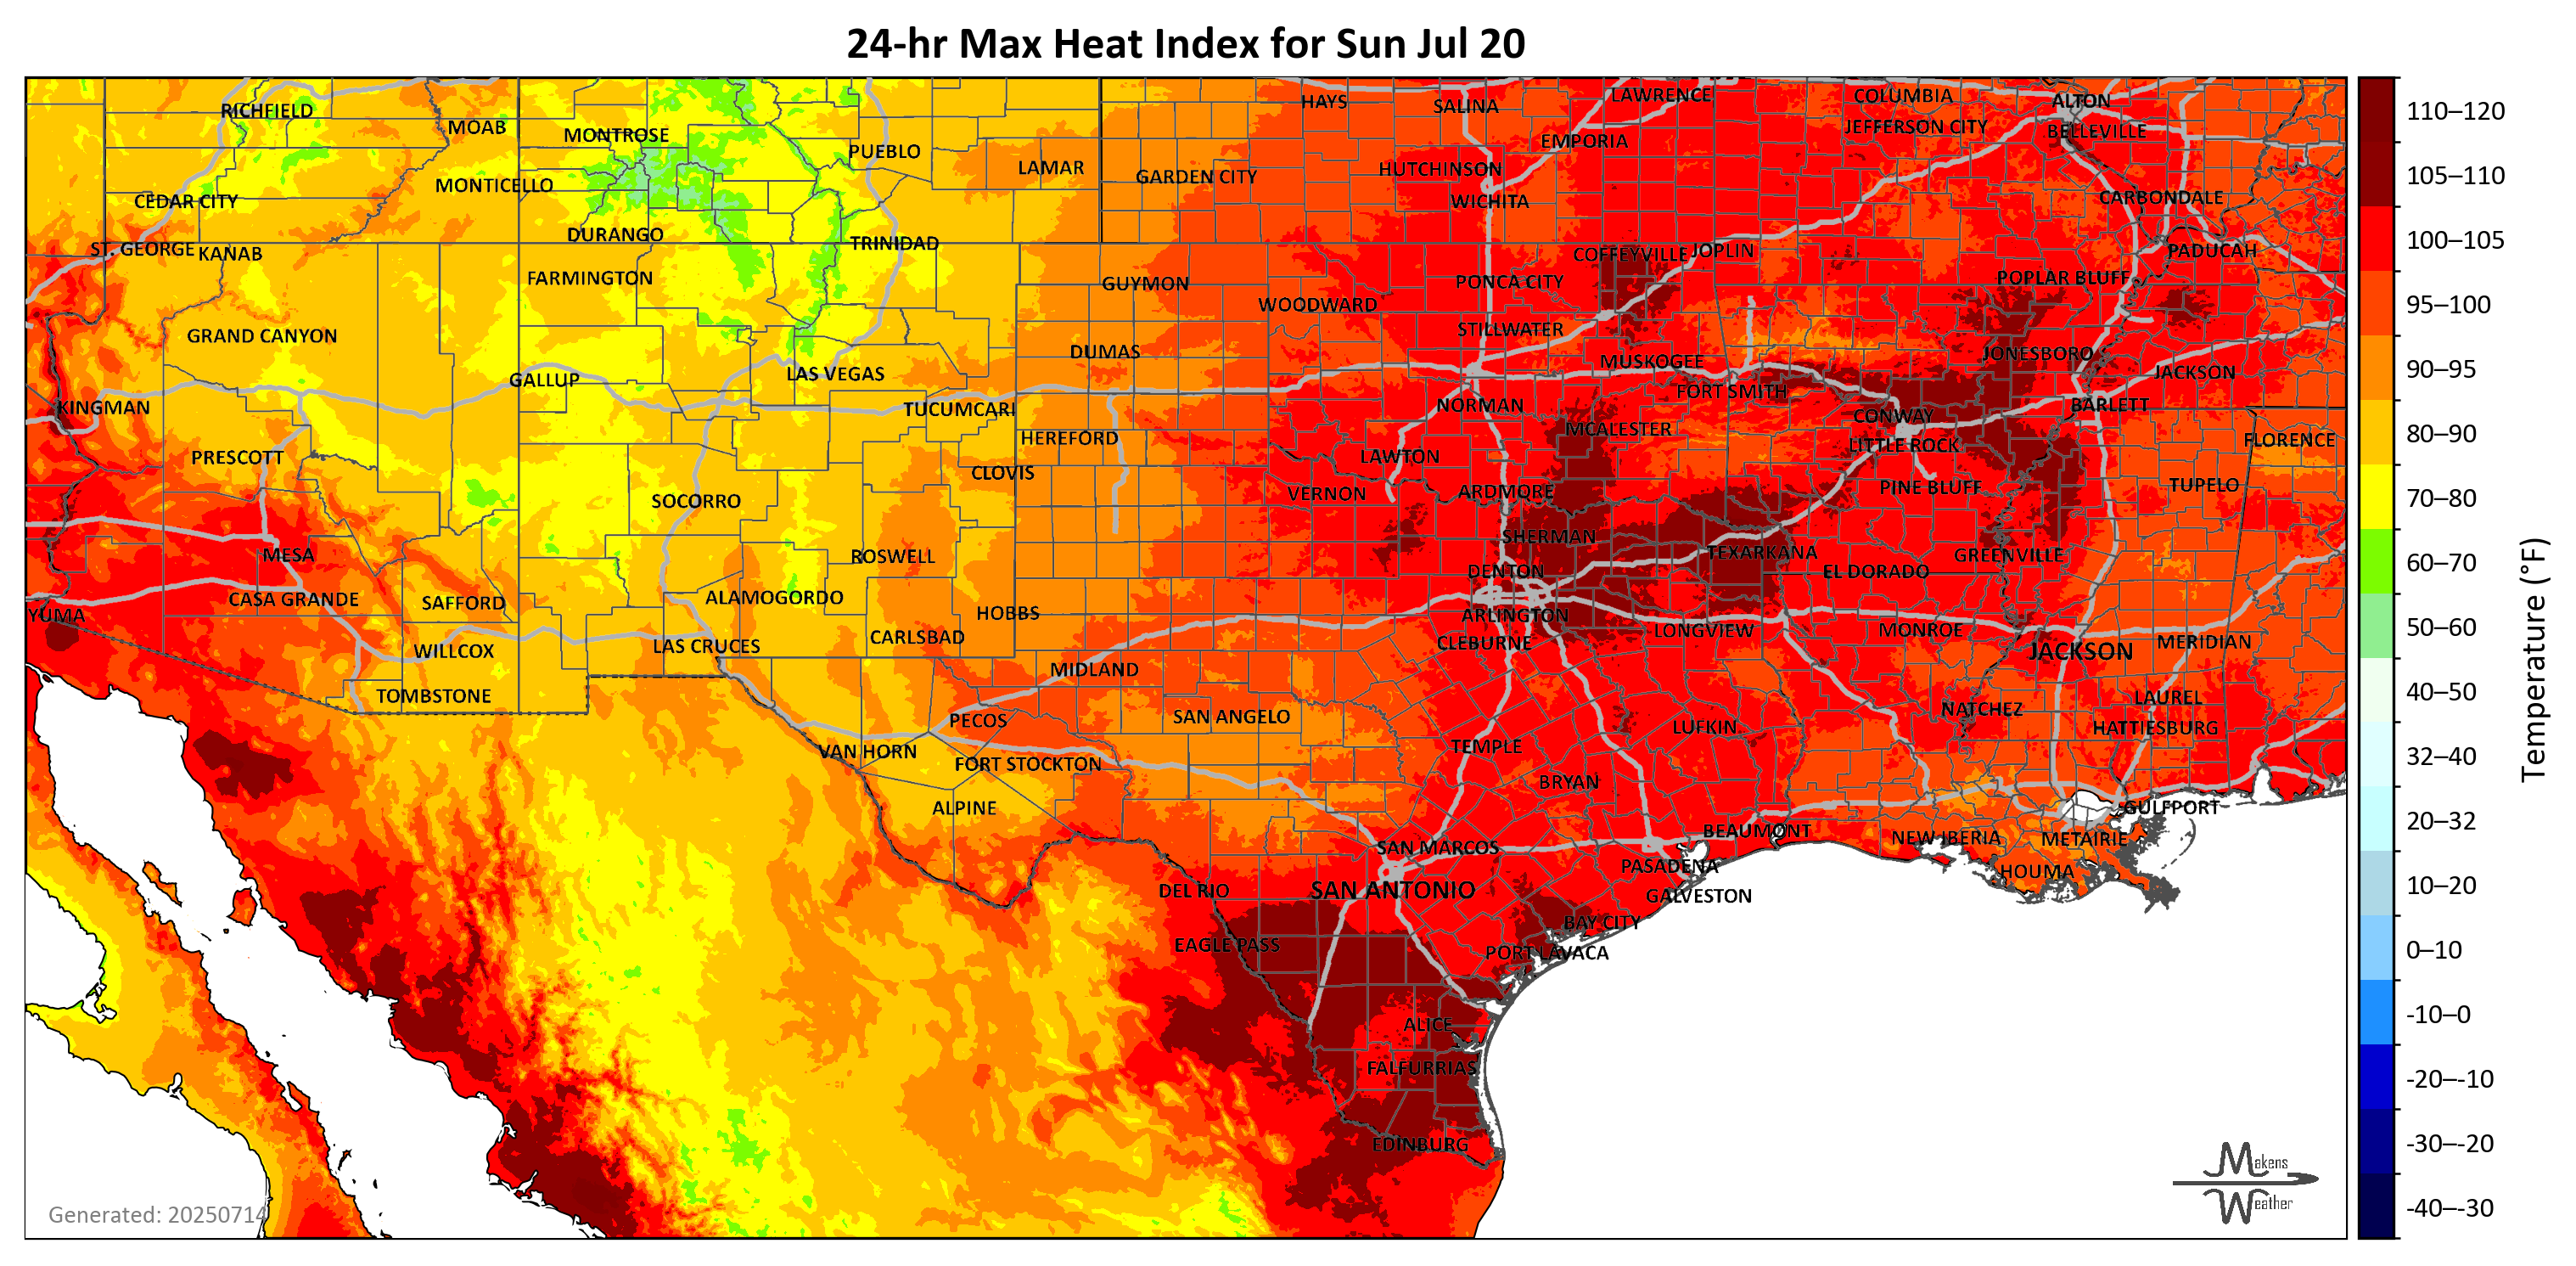 24-hr Max Heat Index for Sun Jul 20
HAYS
SALINA
LAWRENCE
COLUMBIA
ALTON
RICHFIELD
MOAB
MONTROSE
EMPORIA
JEFFERSON CITY
BELLEVILLE
PUEBLO
LAMAR
GARDEN CITY
HUTCHINSON
MONTICELLO
CEDAR CITY
WICHITA
CARBONDALE
DURANGO
TRINIDAD
ST. GEORGE
KANAB
COFFEYVILLE
JOPLIN
PADUCAH
FARMINGTON
GUYMON
PONCA CITY
POPLAR BLUFF
WOODWARD
GRAND CANYON
STILLWATER
DUMAS
MUSKOGEE
JONESBORO
GALLUP
LAS VEGAS
FORT SMITH
JACKSON
KINGMAN
TUCUMCARI
NORMAN
CONWAY
BARLETT
HEREFORD
MCALESTER
LITTLE ROCK
FLORENCE
PRESCOTT
CLOVIS
LAWTON
SOCORRO
VERNON
ARDMORE
PINE BLUFF
TUPELO
MESA
ROSWELL
SHERMAN
TEXARKANA
GREENVILLE
DENTON
EL DORADO
CASA GRANDE
SAFFORD
ALAMOGORDO
HOBBS
YUMA
ARLINGTON
LAS CRUCES
CARLSBAD
CLEBURNE
LONGVIEW
MONROE
JACKSON
MERIDIAN
WILLCOX
MIDLAND
TOMBSTONE
LAUREL
PECOS
SAN ANGELO
NATCHEZ
VAN HORN
LUFKIN
HATTIESBURG
FORT STOCKTON
TEMPLE
BRYAN
ALPINE
GULFPORT
SAN MARCOS
BEAUMONT
NEW IBERIA
METAIRIE
DEL RIO
SAN ANTONIO
PASADENA
HOUMA
GALVESTON
EAGLE PASS
BAY CITY
PORT LAVACA
ALICE
FALFURRIAS
EDINBURG
Generated: 20250714
Makens
Weather
110–120
105–110
100–105
95–100
90–95
80–90
70–80
60–70
50–60
40–50
32–40
20–32
10–20
0–10
-10–0
-20–-10
-30–-20
-40–-30
Temperature (°F)